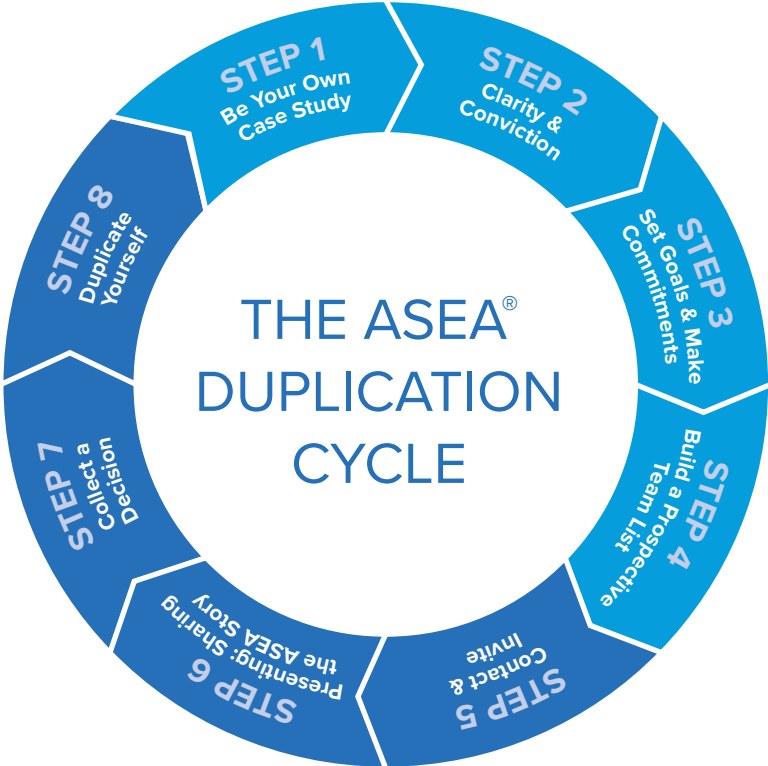 THE ASEA®
DUPLICATION
CYCLE
STEP 1
Be Your Own
Case Study
STEP 2
Clarity &
Conviction
STEP 3
Set Goals & Make
Commitments
STEP 4
Build a Prospective
Team List
STEP 5
Contact &
Invite
STEP 6
Presenting: Sharing
the ASEA Story
STEP 7
Collect a
Decision
STEP 8
Duplicate
Yourself